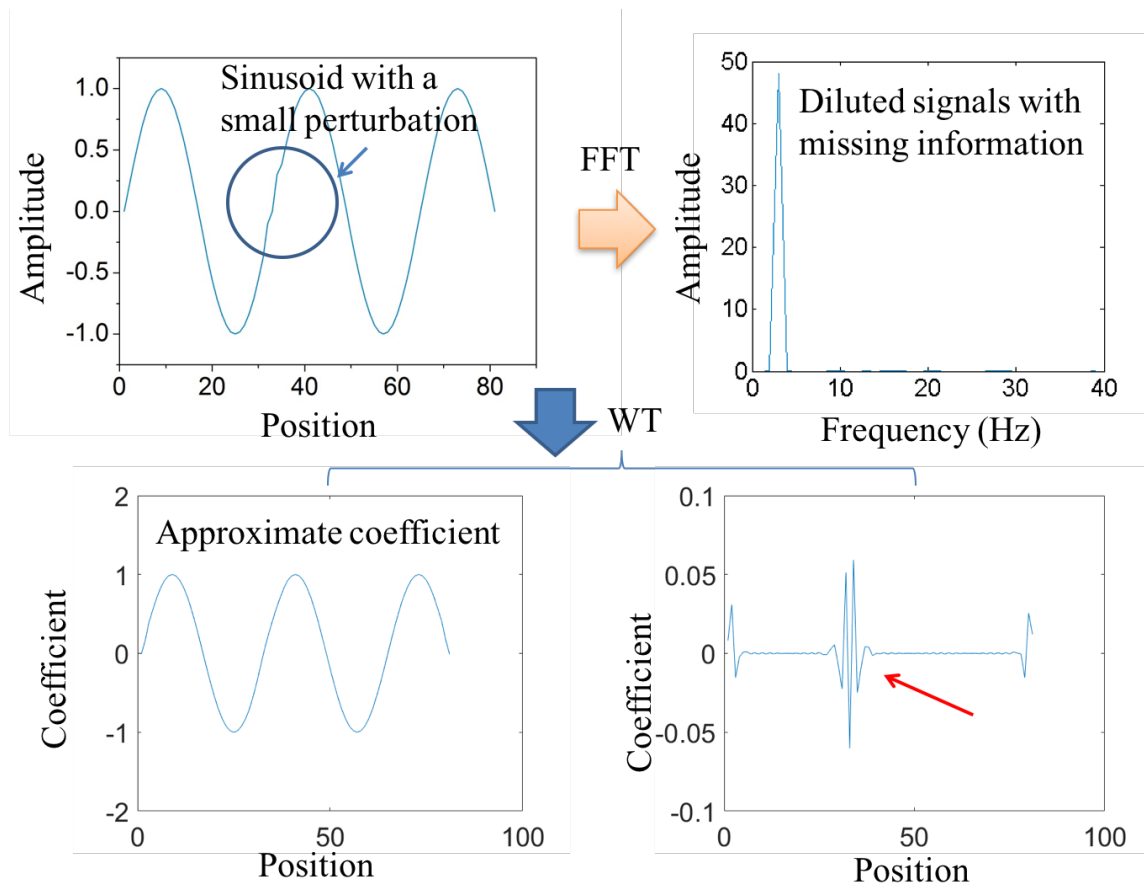 Sinusoid with a
small perturbation
Amplitude
1.0
0.5
0.0
-0.5
-1.0
0 20 40 60 80
Position
FFT
Diluted signals with
missing information
Amplitude
50
40
30
20
10
0
0 10 20 30 40
Frequency (Hz)
WT
Approximate coefficient
Coefficient
2
1
0
-1
-2
0 50 100
Position
Coefficient
0.1
0.05
0
-0.05
-0.1
0 50 100
Position